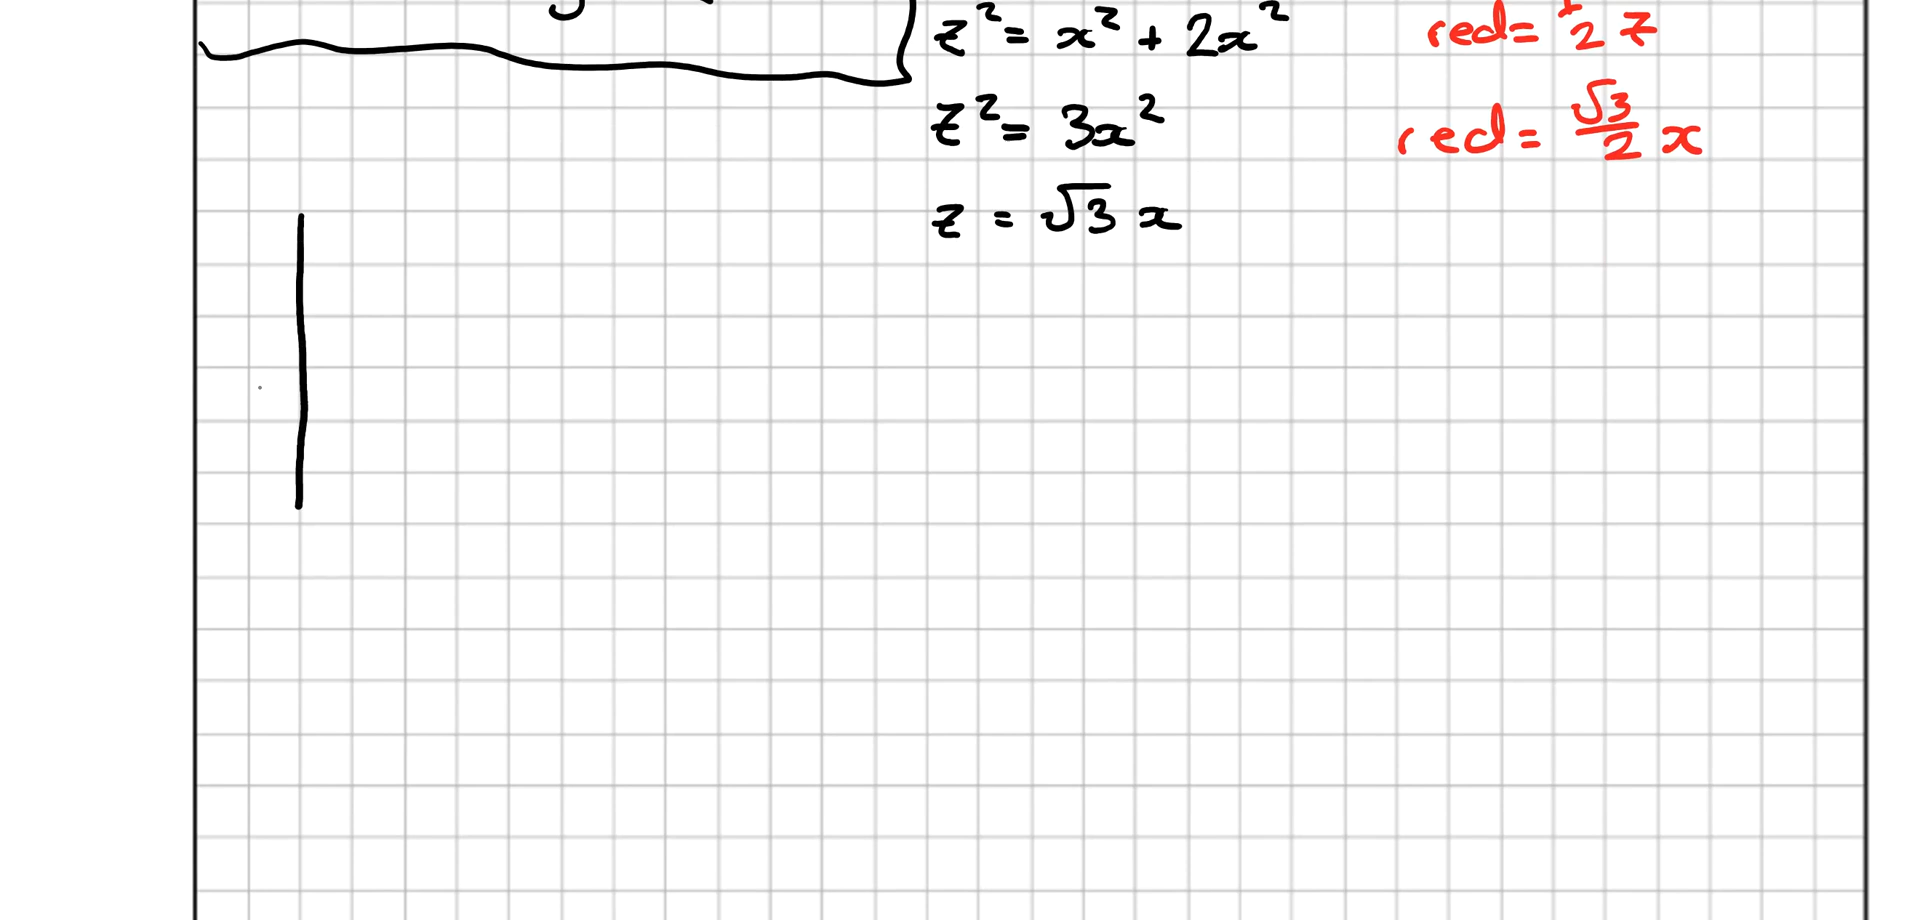 z² = x² + 2x²
z² = 3x²
z = √3 x
red = 1/2 z
red = √3/2 x